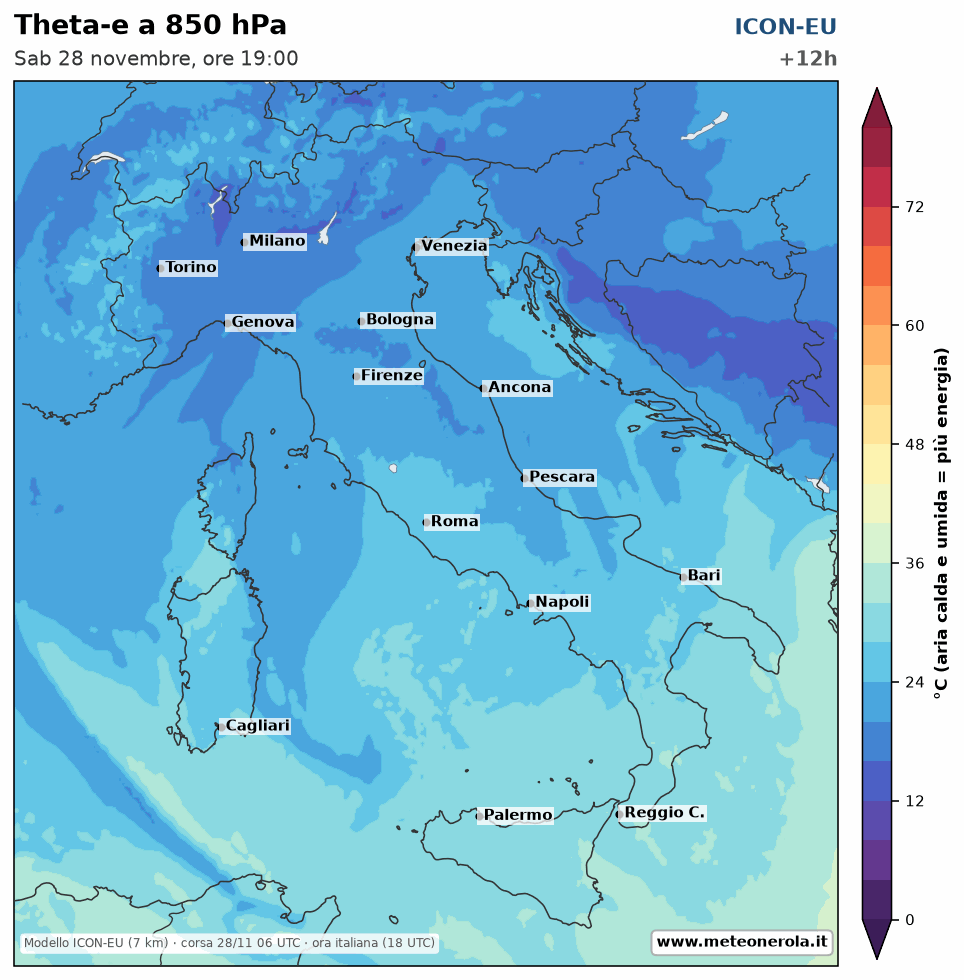 Theta-e a 850 hPa
ICON-EU
Sab 28 novembre, ore 19:00
+12h
Milano
Venezia
Torino
Genova
Bologna
Firenze
Ancona
Pescara
Roma
Bari
Napoli
Cagliari
Palermo
Reggio C.
72
60
48
36
24
12
0
°C (aria calda e umida = più energia)
Modello ICON-EU (7 km) · corsa 28/11 06 UTC · ora italiana (18 UTC)
www.meteonerola.it